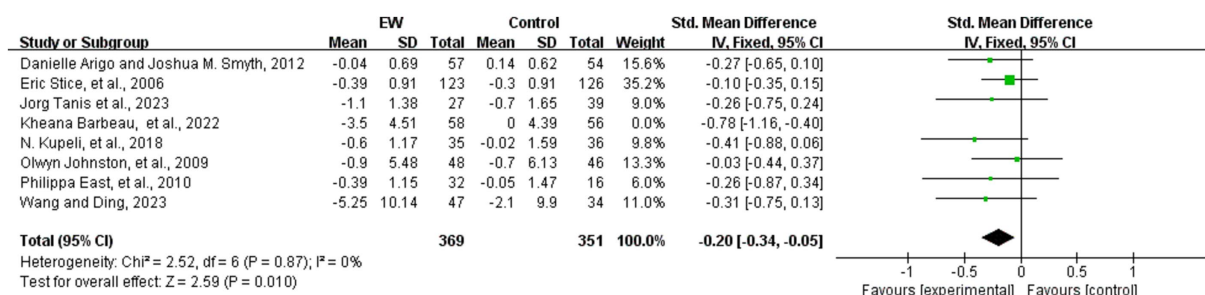 EW Control Std. Mean Difference Std. Mean Difference
Study or Subgroup Mean SD Total Mean SD Total Weight IV, Fixed, 95% CI IV, Fixed, 95% CI
Danielle Arigo and Joshua M. Smyth, 2012 -0.04 0.69 57 0.14 0.62 54 15.6% -0.27 [-0.65, 0.10]
Eric Stice, et al., 2006 -0.39 0.91 123 -0.3 0.91 126 35.2% -0.10 [-0.35, 0.15]
Jorg Tanis et al., 2023 -1.1 1.38 27 -0.7 1.65 39 9.0% -0.26 [-0.75, 0.24]
Kheana Barbeau, et al., 2022 -3.5 4.51 58 0 4.39 56 0.0% -0.78 [-1.16, -0.40]
N. Kupeli, et al., 2018 -0.6 1.17 35 -0.02 1.59 36 9.8% -0.41 [-0.88, 0.06]
Olwyn Johnston, et al., 2009 -0.9 5.48 48 -0.7 6.13 46 13.3% -0.03 [-0.44, 0.37]
Philippa East, et al., 2010 -0.39 1.15 32 -0.05 1.47 16 6.0% -0.26 [-0.87, 0.34]
Wang and Ding, 2023 -5.25 10.14 47 -2.1 9.9 34 11.0% -0.31 [-0.75, 0.13]
Total (95% CI) 369 351 100.0% -0.20 [-0.34, -0.05]
Heterogeneity: Chi² = 2.52, df = 6 (P = 0.87); I² = 0%
Test for overall effect: Z = 2.59 (P = 0.010)
-1 -0.5 0 0.5 1
Favours [experimental] Favours [control]